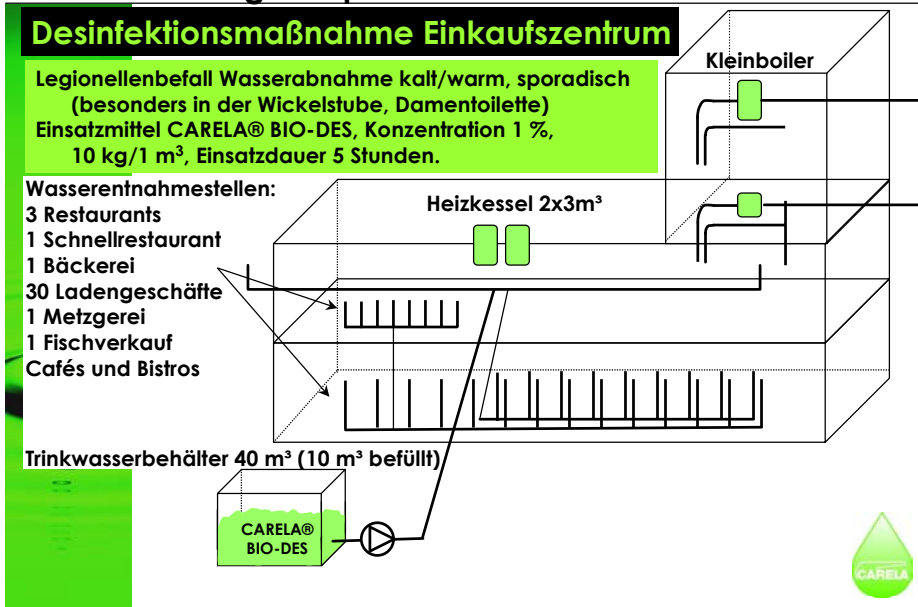 Desinfektionsmaßnahme Einkaufszentrum
Legionellenbefall Wasserabnahme kalt/warm, sporadisch
(besonders in der Wickelstube, Damentoilette)
Einsatzmittel CARELA® BIO-DES, Konzentration 1 %,
10 kg/1 m³, Einsatzdauer 5 Stunden.
Kleinboiler
Wasserentnahmestellen:
3 Restaurants
1 Schnellrestaurant
1 Bäckerei
30 Ladengeschäfte
1 Metzgerei
1 Fischverkauf
Cafés und Bistros
Heizkessel 2x3m³
Trinkwasserbehälter 40 m³ (10 m³ befüllt)
CARELA®
BIO-DES
CARELA